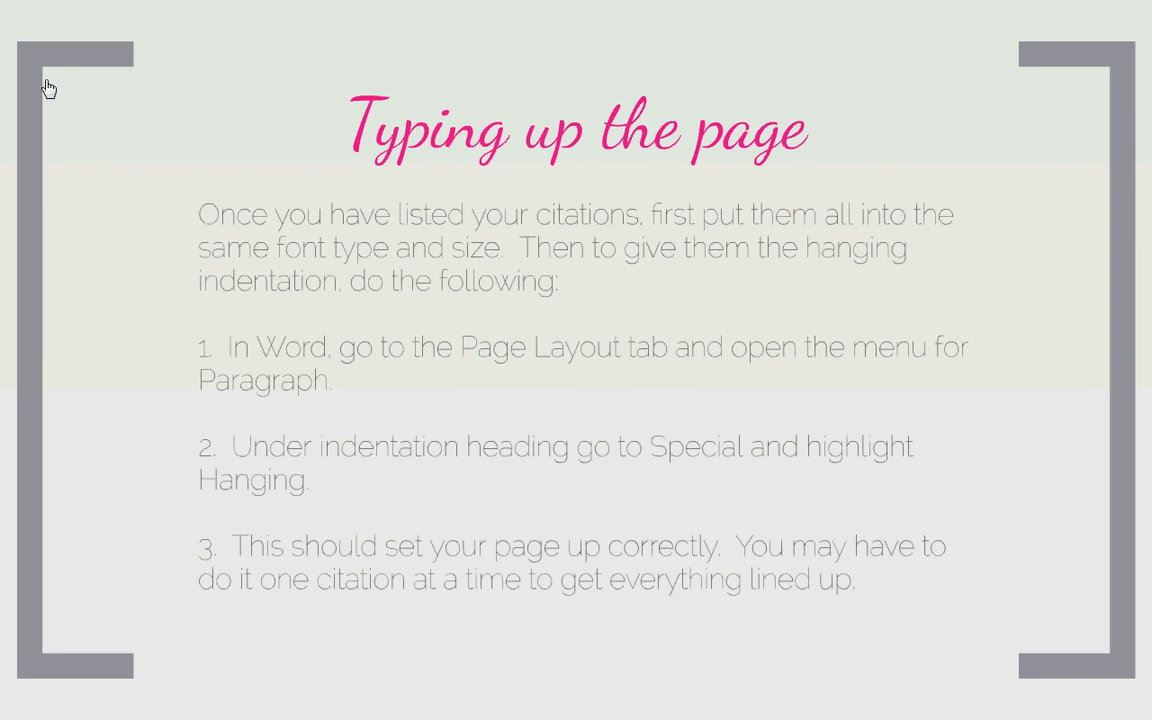 Typing up the page
Once you have listed your citations, first put them all into the
same font type and size.  Then to give them the hanging
indentation, do the following:
1.  In Word, go to the Page Layout tab and open the menu for
Paragraph.
2.  Under indentation heading go to Special and highlight
Hanging.
3.  This should set your page up correctly.  You may have to
do it one citation at a time to get everything lined up.